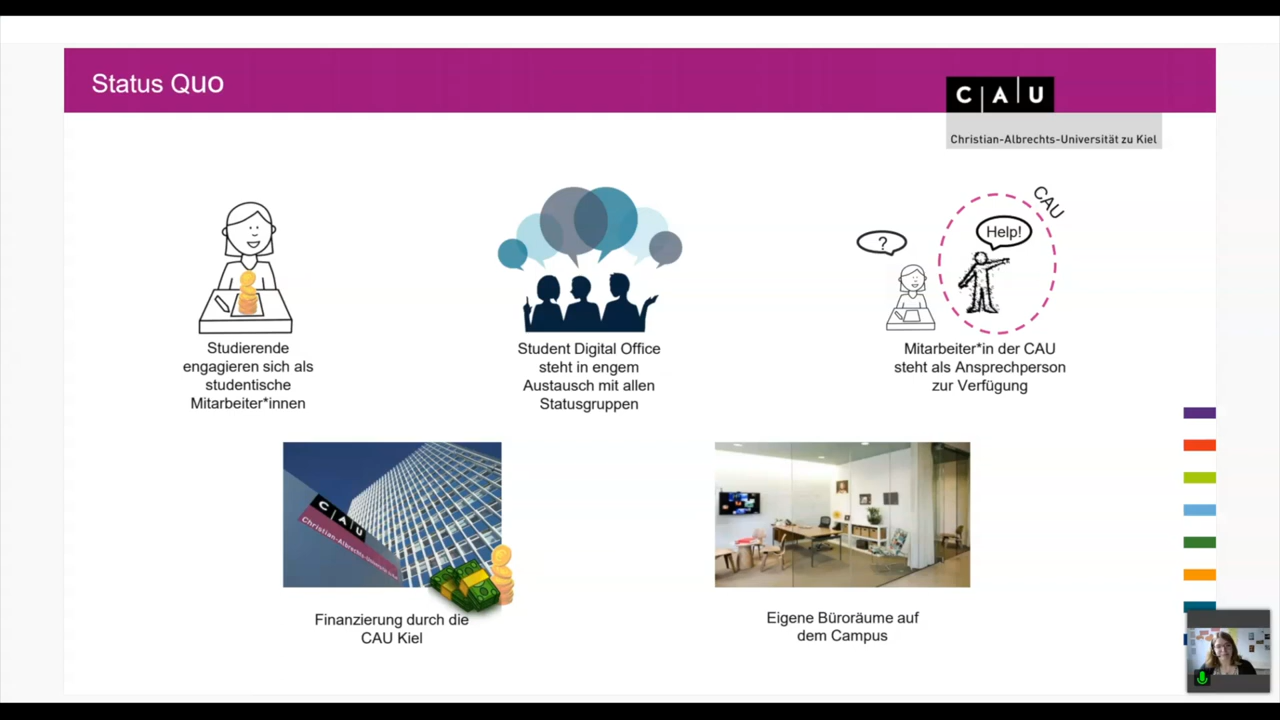 Status Quo
C A U
Christian-Albrechts-Universität zu Kiel
CAU
?
Help!
Studierende
engagieren sich als
studentische
Mitarbeiter*innen
Student Digital Office
steht in engem
Austausch mit allen
Statusgruppen
Mitarbeiter*in der CAU
steht als Ansprechperson
zur Verfügung
C A U
Finanzierung durch die
CAU Kiel
Eigene Büroräume auf
dem Campus